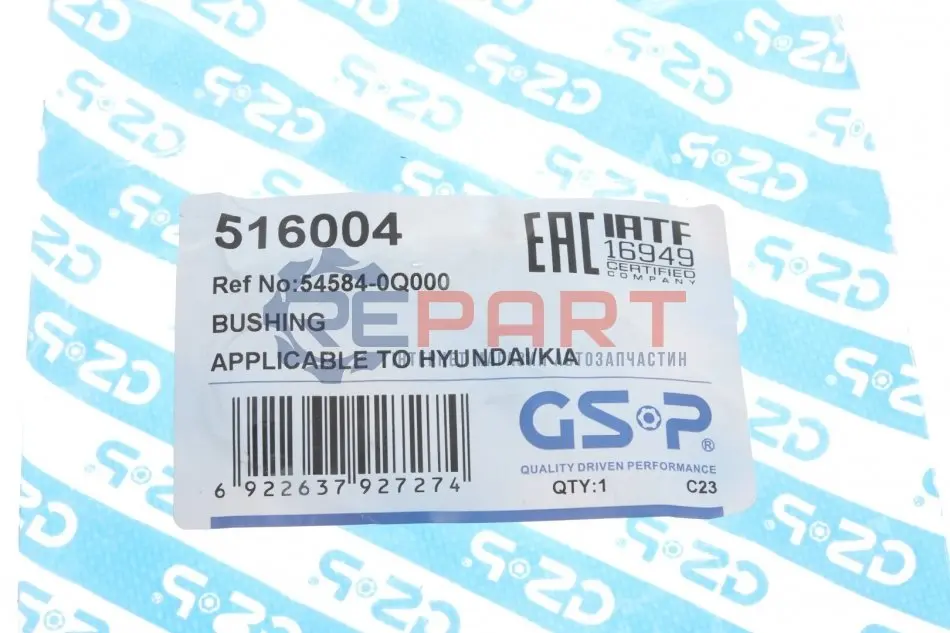 516004
EAC
IATF
16949
CERTIFIED
COMPANY
Ref No:54584-0Q000
REPART
BUSHING
APPLICABLE TO HYUNDAI/KIA
АВТОЗАПЧАСТИН
GSP®
QUALITY DRIVEN PERFORMANCE
6 922637 927274
QTY:1
C23